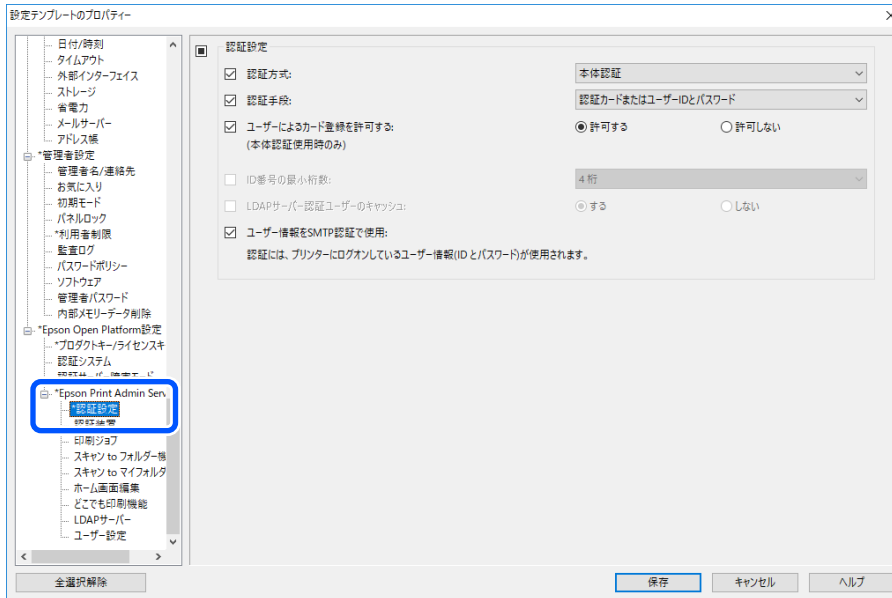 設定テンプレートのプロパティー
日付/時刻
タイムアウト
外部インターフェイス
ストレージ
省電力
メールサーバー
アドレス帳
*管理者設定
管理者名/連絡先
お気に入り
初期モード
パネルロック
*利用者制限
監査ログ
パスワードポリシー
ソフトウェア
管理者パスワード
内部メモリーデータ削除
*Epson Open Platform設定
*プロダクトキー/ライセンスキ
認証システム
認証サーバー障害モード
*Epson Print Admin Serv
*認証設定
認証装置
印刷ジョブ
スキャン to フォルダー機
スキャン to マイフォルダ
ホーム画面編集
どこでも印刷機能
LDAPサーバー
ユーザー設定
認証設定
認証方式: 本体認証
認証手段: 認証カードまたはユーザーIDとパスワード
ユーザーによるカード登録を許可する: 許可する 許可しない
(本体認証使用時のみ)
ID番号の最小桁数: 4 桁
LDAPサーバー認証ユーザーのキャッシュ: する しない
ユーザー情報をSMTP認証で使用:
認証には、プリンターにログオンしているユーザー情報(ID とパスワード)が使用されます。
全選択解除 保存 キャンセル ヘルプ